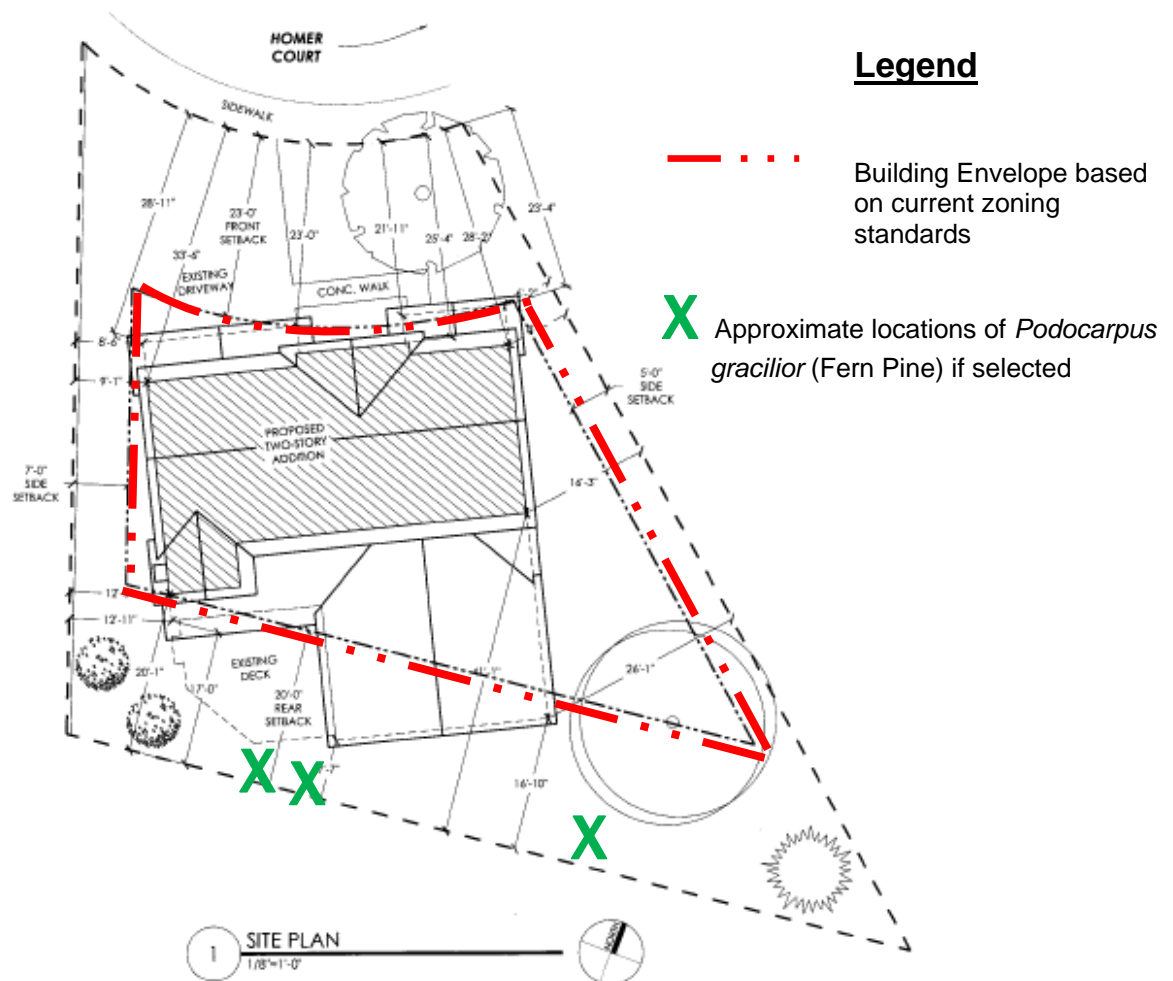 HOMER
COURT
Legend
SIDEWALK
Building Envelope based
on current zoning
standards
28'-11"
33'-6"
23'-0"
FRONT
SETBACK
23'-0"
21'-11"
25'-4"
28'-2"
23'-4"
EXISTING
DRIVEWAY
CONC. WALK
X Approximate locations of Podocarpus
gracilior (Fern Pine) if selected
8'-6"
9'-1"
5'-0"
SIDE
SETBACK
PROPOSED
TWO-STORY
ADDITION
7'-0"
SIDE
SETBACK
16'-3"
12'
12'-11"
20'-1"
17'-0"
EXISTING
DECK
20'-0"
REAR
SETBACK
26'-1"
16'-10"
X
X
X
1
SITE PLAN
1/8"=1'-0"